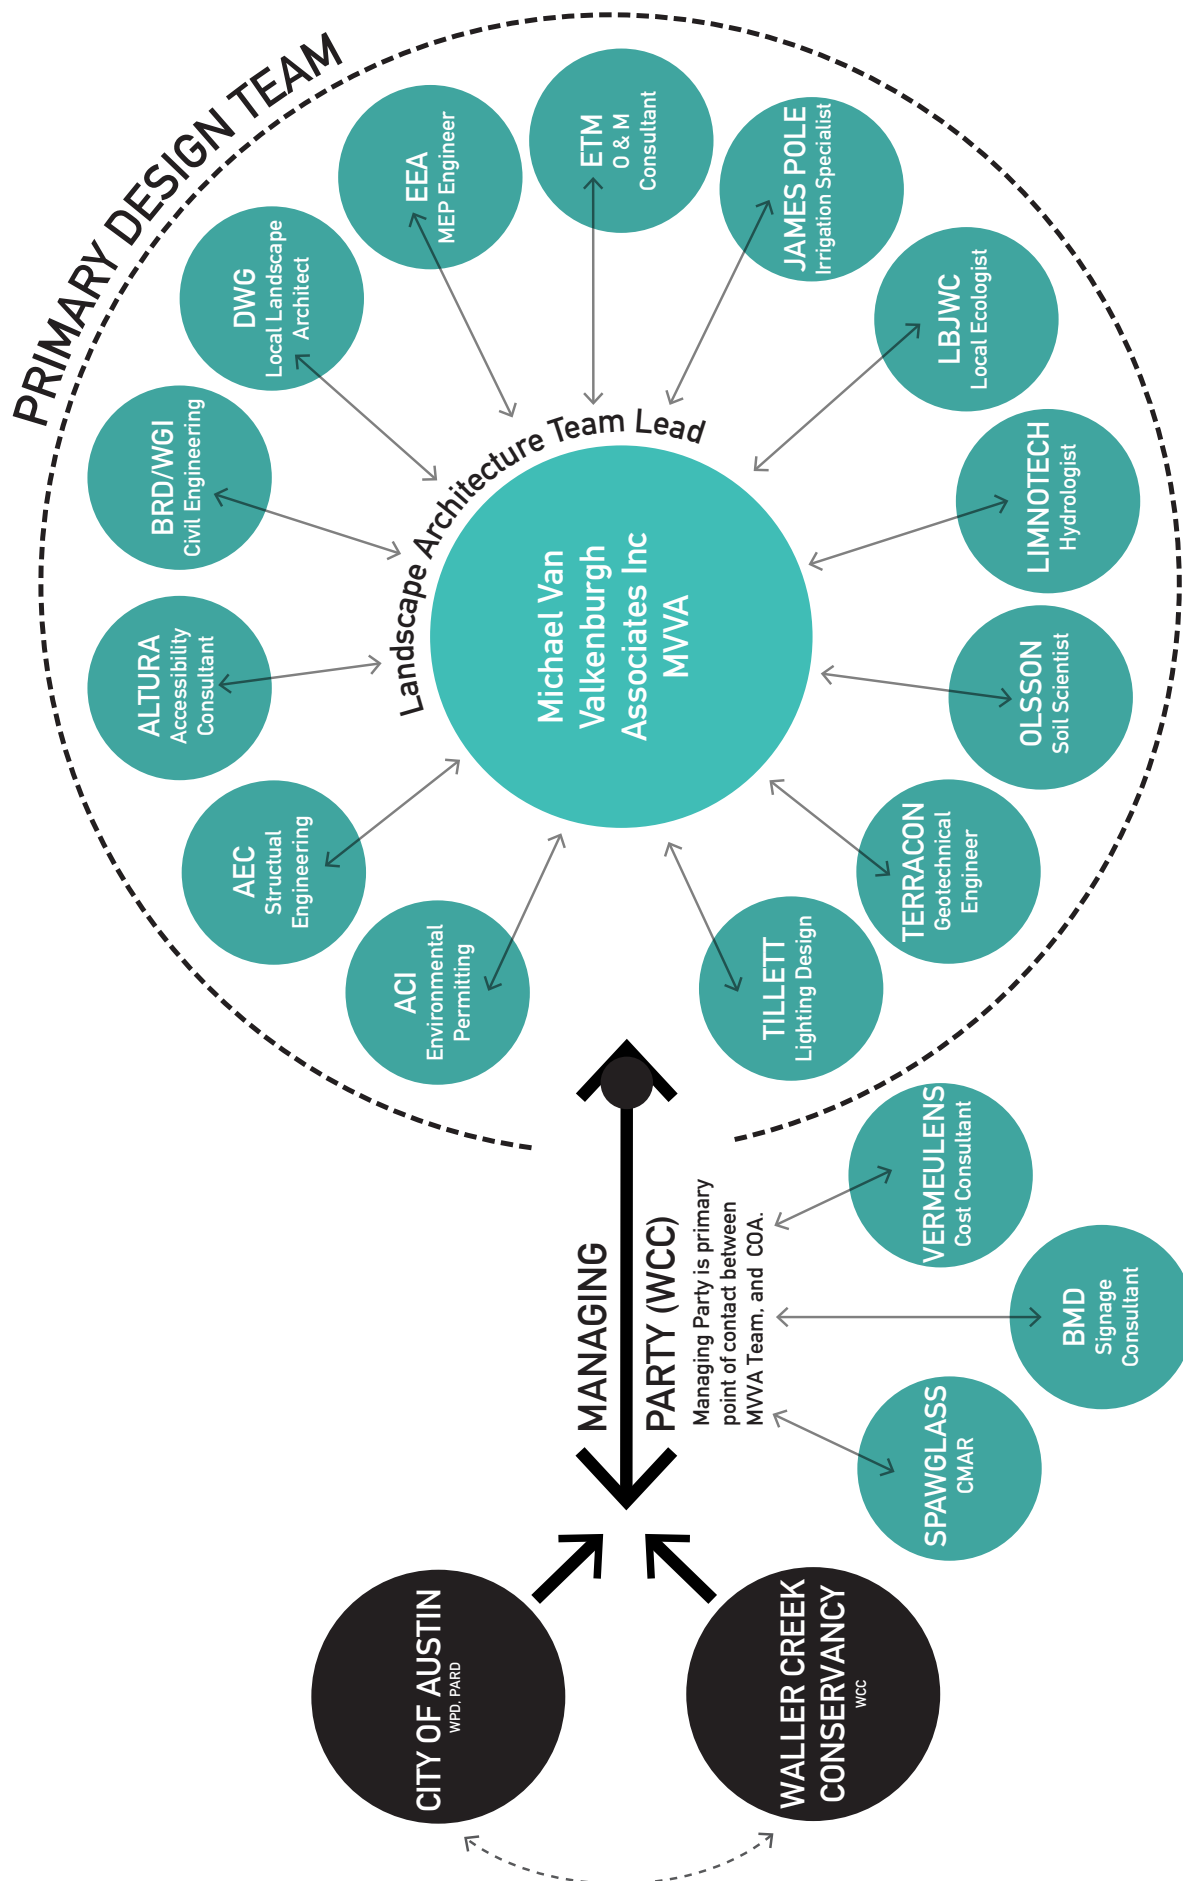 PRIMARY DESIGN TEAM
CITY OF AUSTIN
WPD, PARD
WALLER CREEK
CONSERVANCY
WCC
MANAGING
PARTY (WCC)
Managing Party is primary
point of contact between
MVVA Team, and COA.
SPAWGLASS
CMAR
BMD
Signage
Consultant
VERMEULENS
Cost Consultant
Landscape Architecture Team Lead
Michael Van
Valkenburgh
Associates Inc
MVVA
ACI
Environmental
Permitting
AEC
Structual
Engineering
ALTURA
Accessibility
Consultant
BRD/WGI
Civil Engineering
DWG
Local Landscape
Architect
EEA
MEP Engineer
ETM
O & M
Consultant
JAMES POLE
Irrigation Specialist
LBJWC
Local Ecologist
LIMNOTECH
Hydrologist
OLSSON
Soil Scientist
TERRACON
Geotechnical
Engineer
TILLETT
Lighting Design